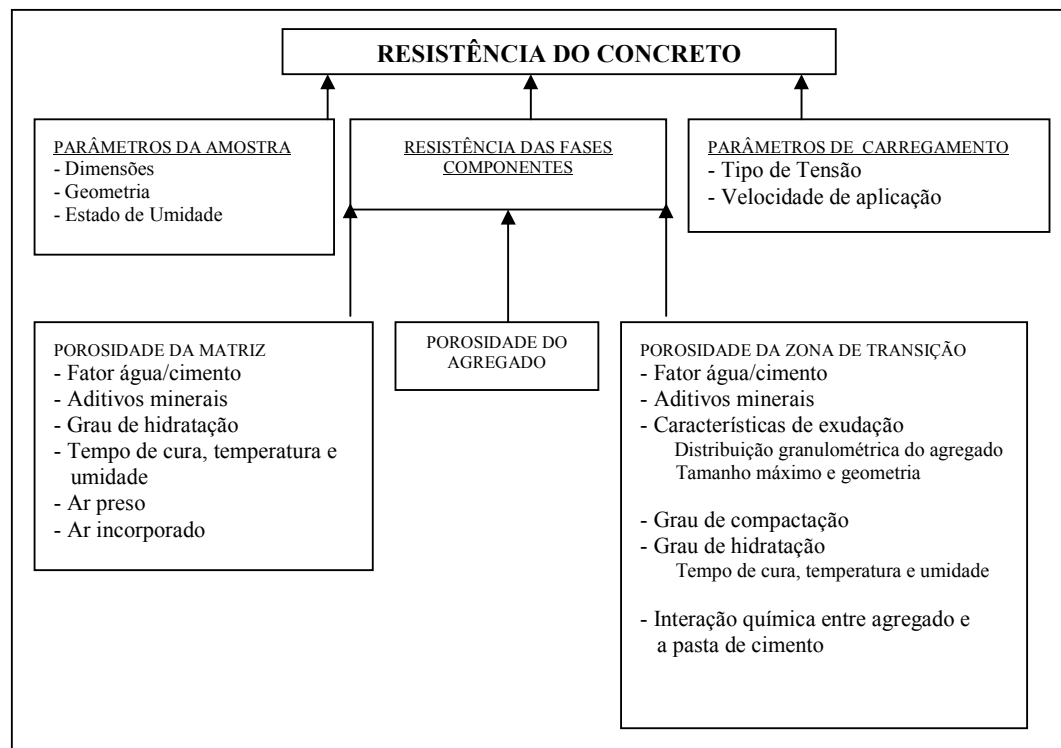 RESISTÊNCIA DO CONCRETO
PARÂMETROS DA AMOSTRA
- Dimensões
- Geometria
- Estado de Umidade
RESISTÊNCIA DAS FASES
COMPONENTES
PARÂMETROS DE CARREGAMENTO
- Tipo de Tensão
- Velocidade de aplicação
POROSIDADE DA MATRIZ
- Fator água/cimento
- Aditivos minerais
- Grau de hidratação
- Tempo de cura, temperatura e
umidade
- Ar preso
- Ar incorporado
POROSIDADE DO
AGREGADO
POROSIDADE DA ZONA DE TRANSIÇÃO
- Fator água/cimento
- Aditivos minerais
- Características de exudação
Distribuição granulométrica do agregado
Tamanho máximo e geometria
- Grau de compactação
- Grau de hidratação
Tempo de cura, temperatura e umidade
- Interação química entre agregado e
a pasta de cimento